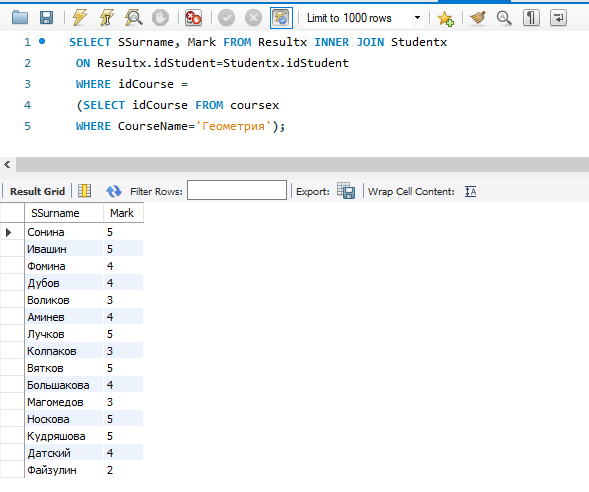 Limit to 1000 rows
1 SELECT SSurname, Mark FROM Resultx INNER JOIN Studentx
2 ON Resultx.idStudent=Studentx.idStudent
3 WHERE idCourse =
4 (SELECT idCourse FROM coursex
5 WHERE CourseName='Геометрия');
Result Grid Filter Rows: Export: Wrap Cell Content:
SSurname Mark
Сонина 5
Ивашин 5
Фомина 4
Дубов 4
Воликов 3
Аминев 4
Лучков 5
Колпаков 3
Вятков 5
Большакова 4
Магомедов 3
Носкова 5
Кудряшова 5
Датский 4
Файзулин 2